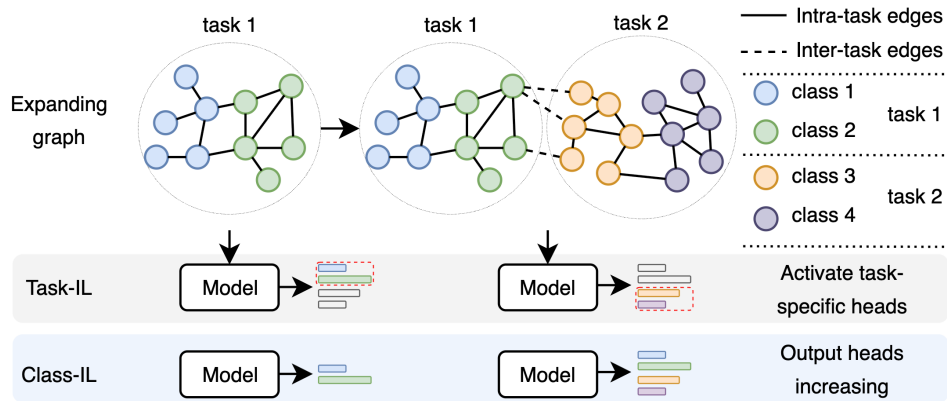 task 1
task 1
task 2
Intra-task edges
Inter-task edges
Expanding
graph
class 1
class 2
task 1
class 3
class 4
task 2
Task-IL
Model
Model
Activate task-
specific heads
Class-IL
Model
Model
Output heads
increasing